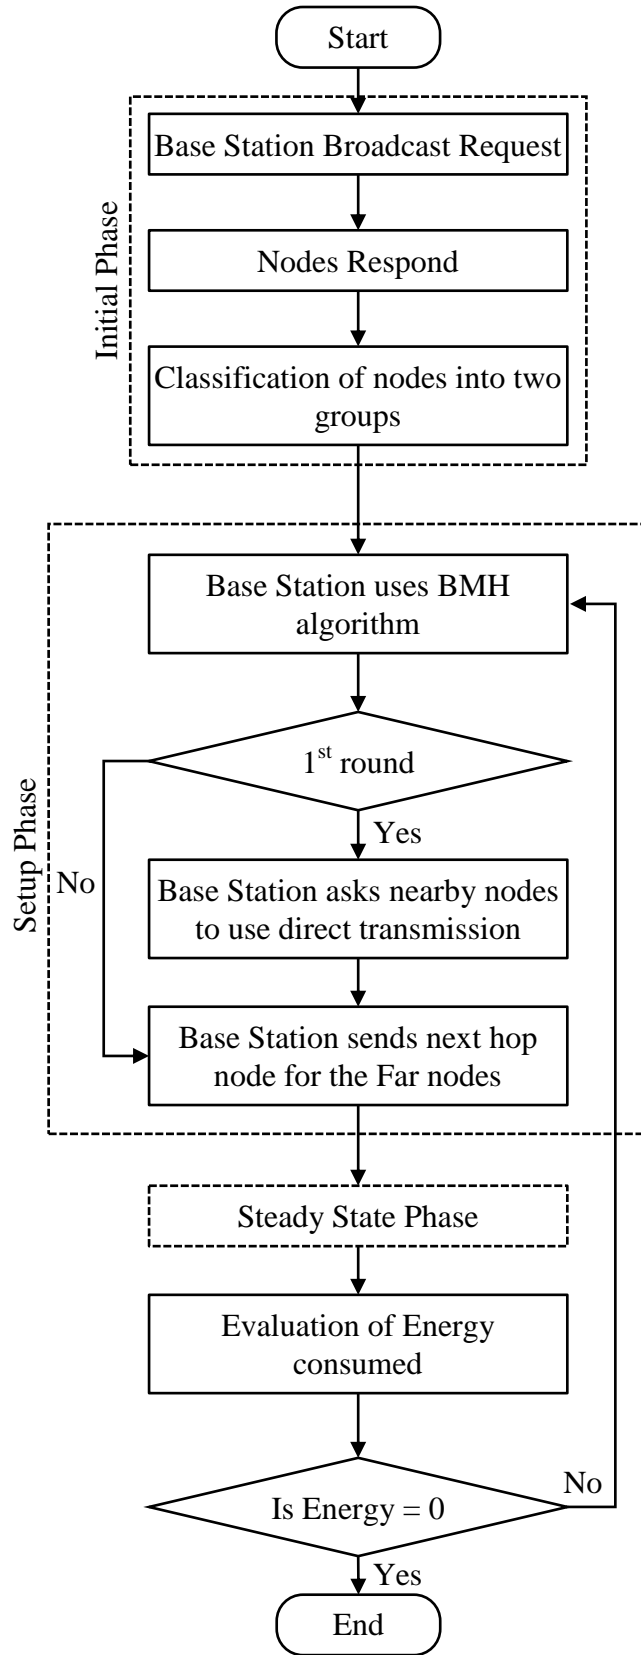 Start
Initial Phase
Base Station Broadcast Request
Nodes Respond
Classification of nodes into two
groups
Setup Phase
Base Station uses BMH
algorithm
1st round
Yes
No
Base Station asks nearby nodes
to use direct transmission
Base Station sends next hop
node for the Far nodes
Steady State Phase
Evaluation of Energy
consumed
Is Energy = 0
No
Yes
End